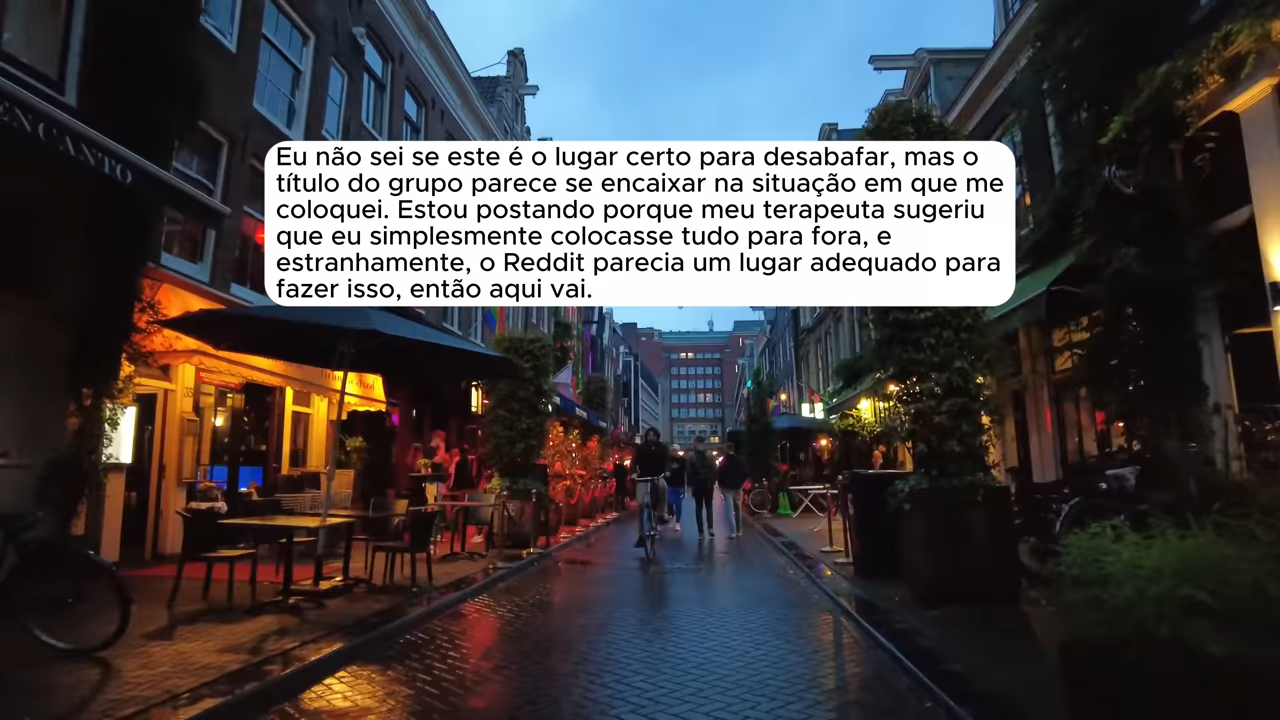 Eu não sei se este é o lugar certo para desabafar, mas o
título do grupo parece se encaixar na situação em que me
coloquei. Estou postando porque meu terapeuta sugeriu
que eu simplesmente colocasse tudo para fora, e
estranhamente, o Reddit parecia um lugar adequado para
fazer isso, então aqui vai.
ENCANTO